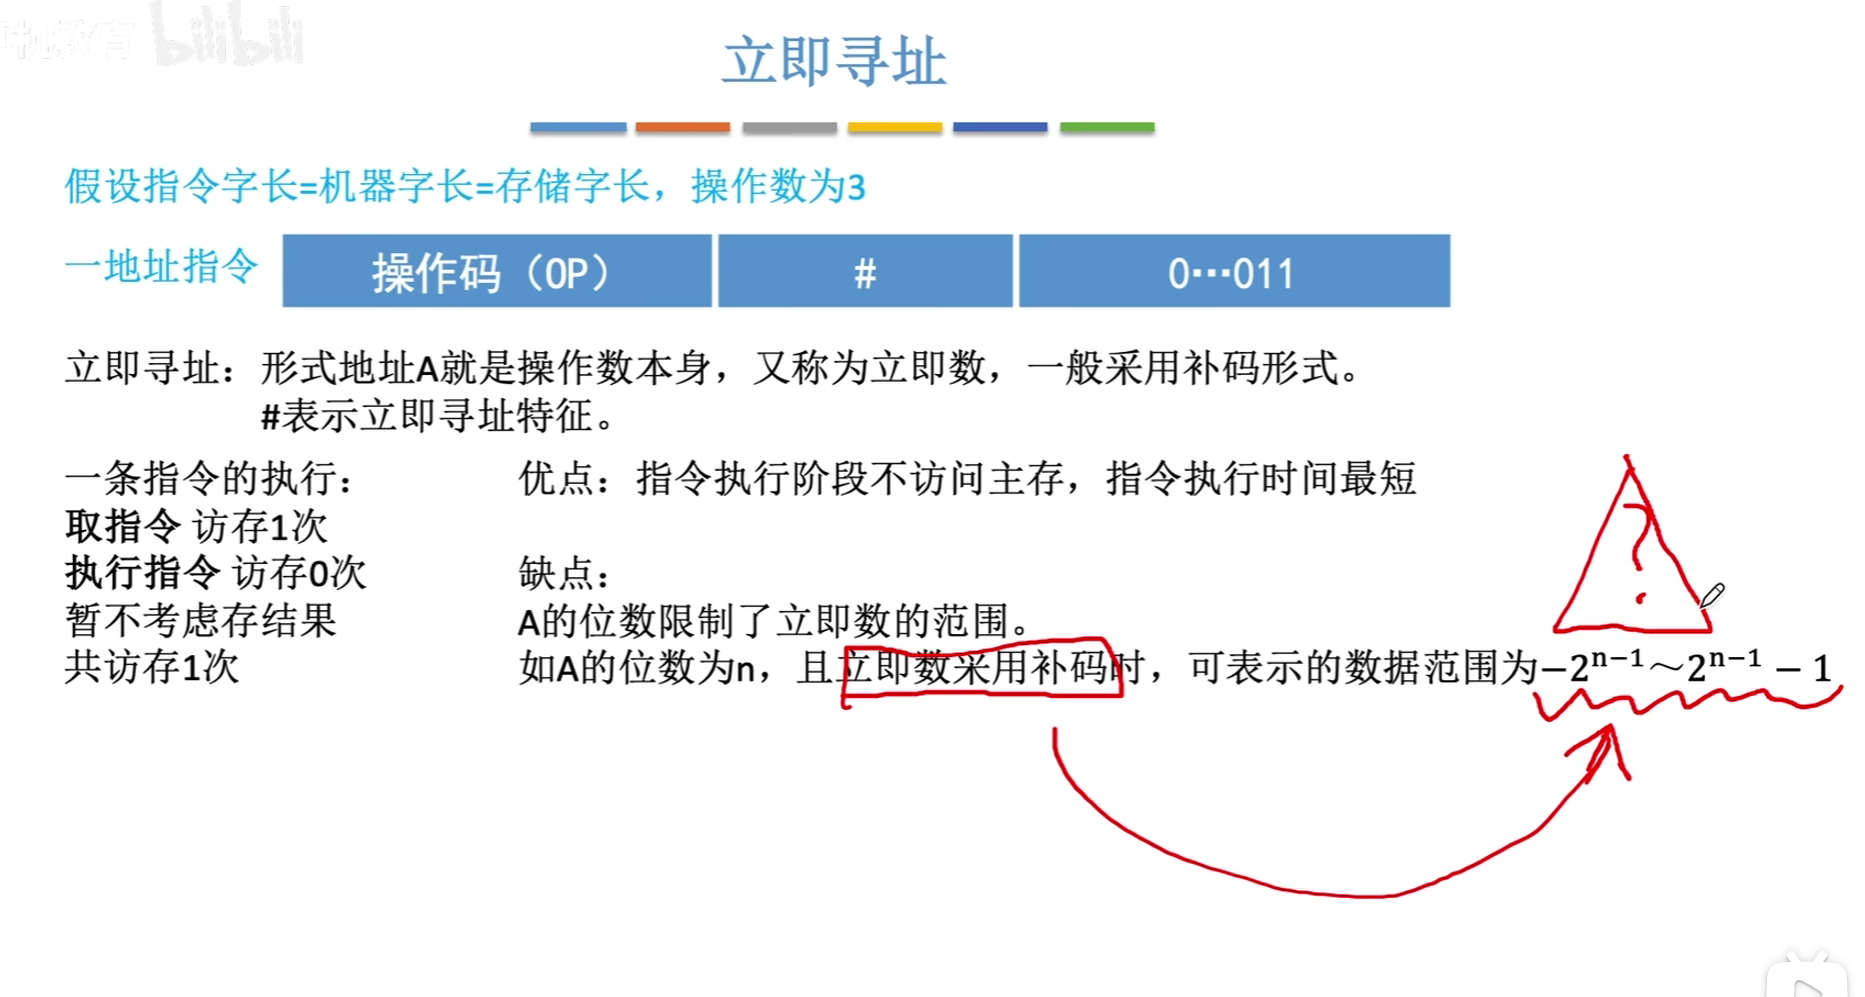 教育 bilibili
立即寻址
假设指令字长=机器字长=存储字长，操作数为3
一地址指令 操作码（OP） # 0…011
立即寻址：形式地址A就是操作数本身，又称为立即数，一般采用补码形式。
#表示立即寻址特征。
一条指令的执行：
取指令 访存1次
执行指令 访存0次
暂不考虑存结果
共访存1次
优点：指令执行阶段不访问主存，指令执行时间最短
缺点：
A的位数限制了立即数的范围。
如A的位数为n，且立即数采用补码时，可表示的数据范围为−2ⁿ⁻¹～2ⁿ⁻¹ − 1
?